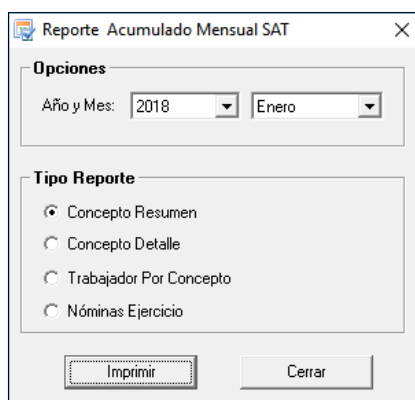 Reporte Acumulado Mensual SAT
Opciones
Año y Mes: 2018 Enero
Tipo Reporte
Concepto Resumen
Concepto Detalle
Trabajador Por Concepto
Nóminas Ejercicio
Imprimir Cerrar